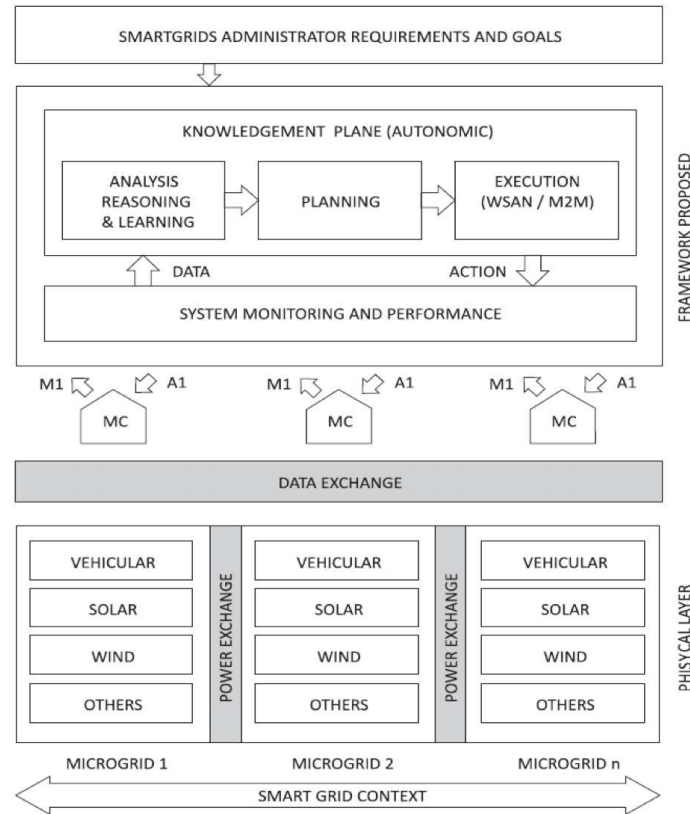 SMARTGRIDS ADMINISTRATOR REQUIREMENTS AND GOALS
KNOWLEDGEMENT PLANE (AUTONOMIC)
ANALYSIS
REASONING
& LEARNING
PLANNING
EXECUTION
(WSAN / M2M)
DATA
ACTION
SYSTEM MONITORING AND PERFORMANCE
FRAMEWORK PROPOSED
M1
A1
M1
A1
M1
A1
MC
MC
MC
DATA EXCHANGE
VEHICULAR
SOLAR
WIND
OTHERS
POWER EXCHANGE
VEHICULAR
SOLAR
WIND
OTHERS
POWER EXCHANGE
VEHICULAR
SOLAR
WIND
OTHERS
PHISYCAL LAYER
MICROGRID 1
MICROGRID 2
MICROGRID n
SMART GRID CONTEXT